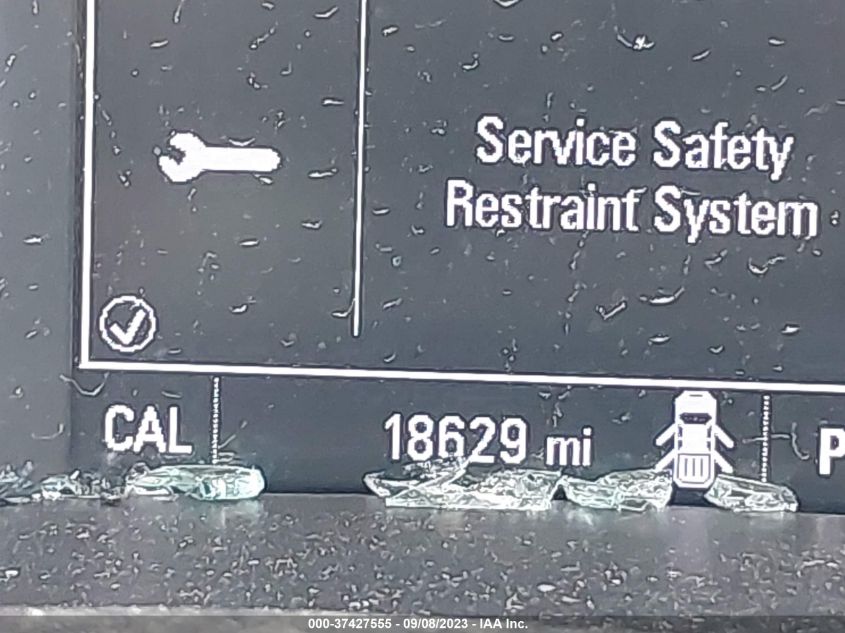 Service Safety
Restraint System
CAL 18629 mi P
000-37427555 - 09/08/2023 - IAA Inc.